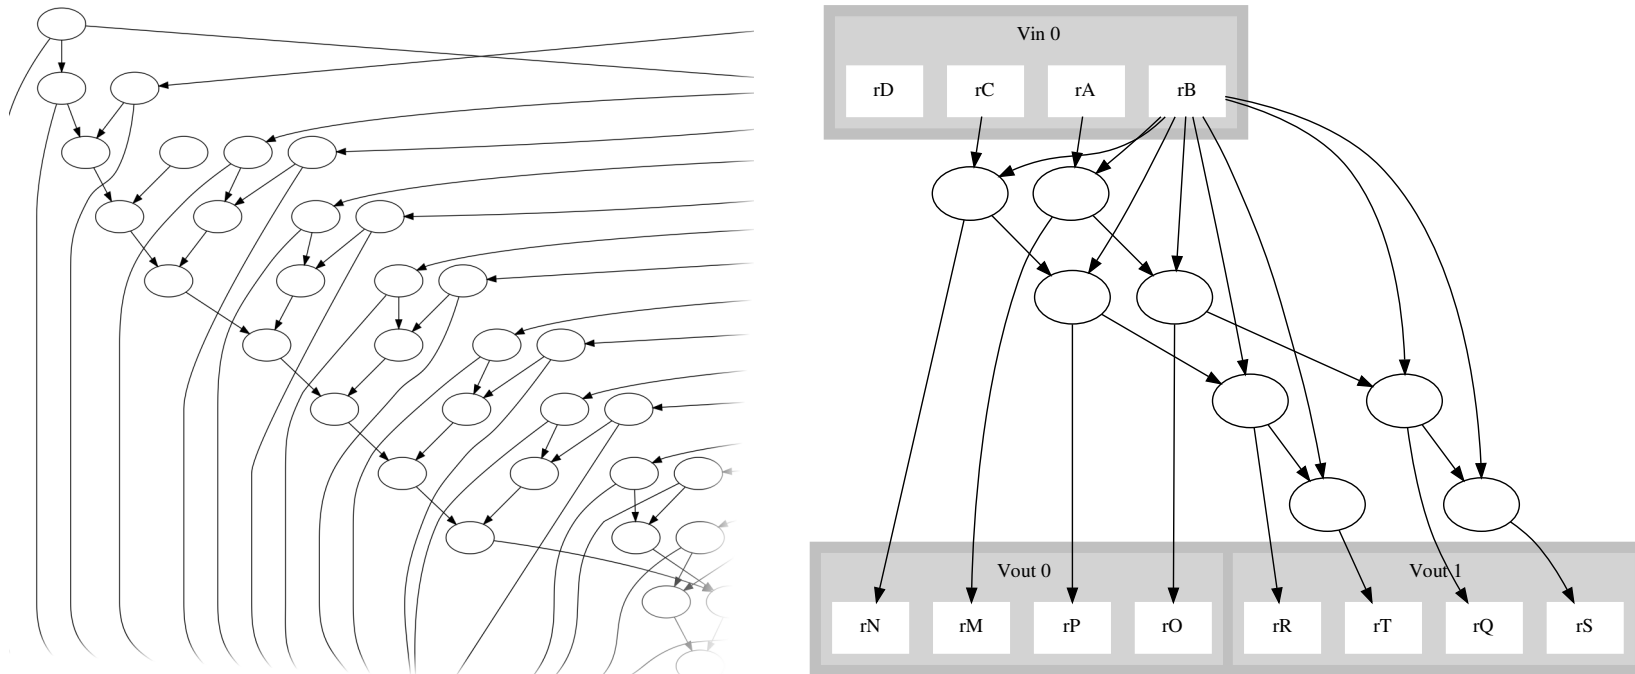 Vin 0
rD rC rA rB
Vout 0 Vout 1
rN rM rP rO rR rT rQ rS